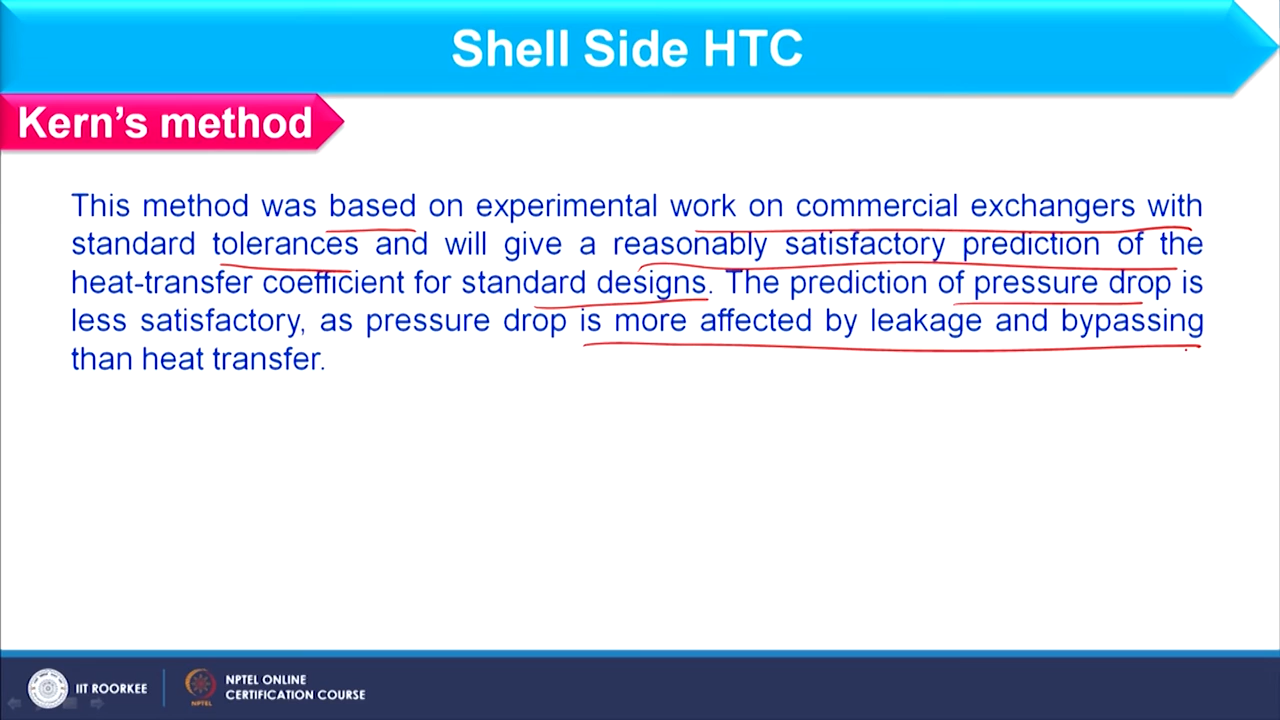 Shell Side HTC
Kern's method
This method was based on experimental work on commercial exchangers with
standard tolerances and will give a reasonably satisfactory prediction of the
heat-transfer coefficient for standard designs. The prediction of pressure drop is
less satisfactory, as pressure drop is more affected by leakage and bypassing
than heat transfer.
IIT ROORKEE
NPTEL
NPTEL ONLINE
CERTIFICATION COURSE